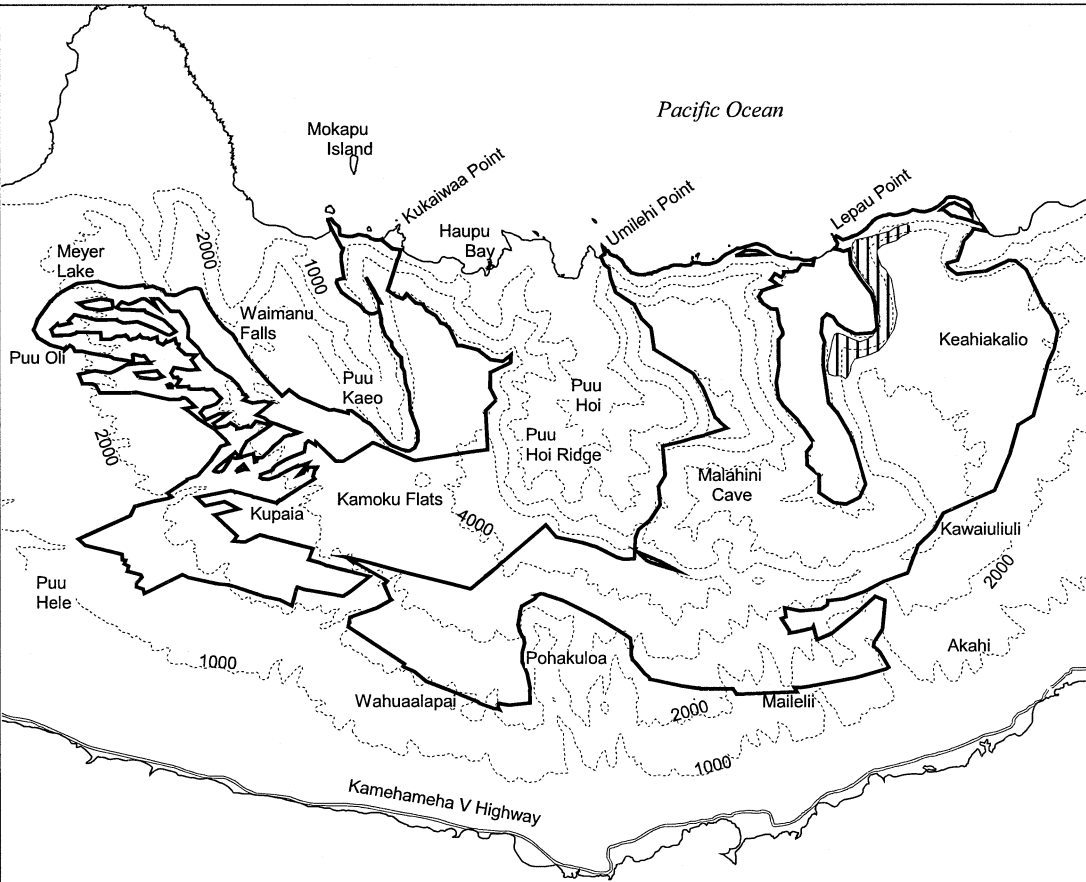 Pacific Ocean
Mokapu
Island
Kukaiwaa Point
Umilehi Point
Lepau Point
Haupu
Bay
Meyer
Lake
2000
1000
Waimanu
Falls
Puu Oli
Keahiakalio
Puu
Kaeo
Puu
Hoi
Puu
Hoi Ridge
2000
Malahini
Cave
Kamoku Flats
Kupaia
4000
Kawaiuliuli
2000
Puu
Hele
1000
Pohakuloa
Akahi
Wahuaalapai
Mailelii
2000
1000
Kamehameha V Highway